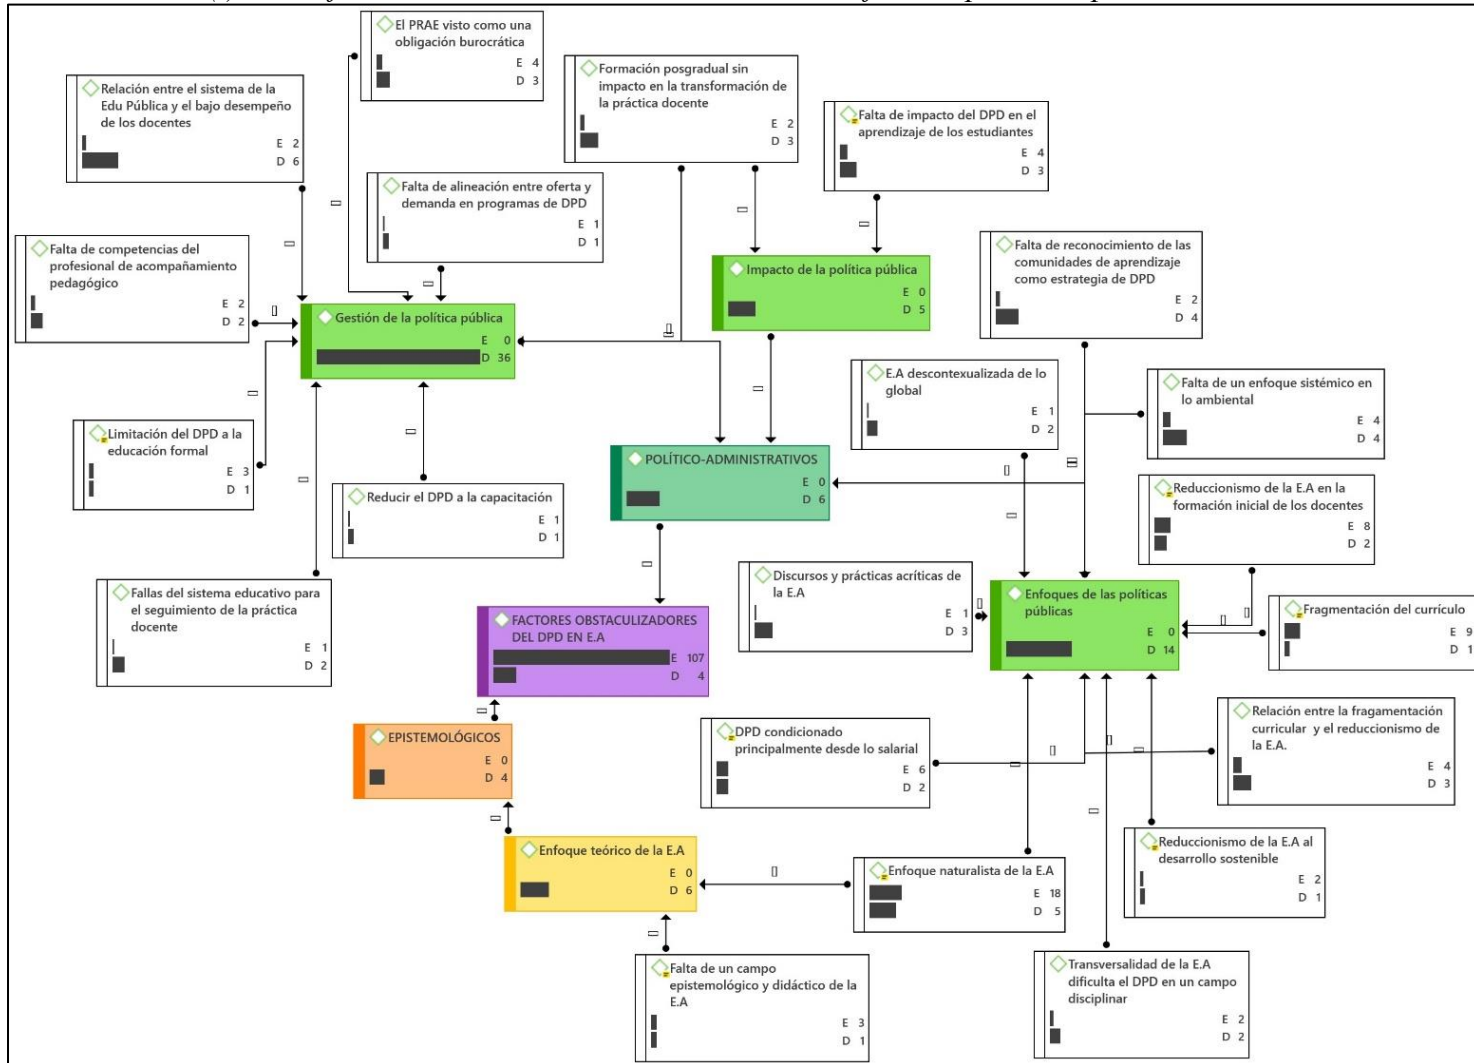 El PRAE visto como una
obligación burocrática
E 4
D 3
Formación posgradual sin
impacto en la transformación de
la práctica docente
E 2
D 3
Relación entre el sistema de la
Edu Pública y el bajo desempeño
de los docentes
E 2
D 6
Falta de impacto del DPD en el
aprendizaje de los estudiantes
E 4
D 3
Falta de alineación entre oferta y
demanda en programas de DPD
E 1
D 1
Falta de competencias del
profesional de acompañamiento
pedagógico
E 2
D 2
Falta de reconocimiento de las
comunidades de aprendizaje
como estrategia de DPD
E 2
D 4
Impacto de la política pública
E 0
D 5
Gestión de la política pública
E 0
D 36
E.A descontextualizada de lo
global
E 1
D 2
Falta de un enfoque sistémico en
lo ambiental
E 4
D 4
Limitación del DPD a la
educación formal
E 3
D 1
POLÍTICO-ADMINISTRATIVOS
E 0
D 6
Reducir el DPD a la capacitación
E 1
D 1
Reduccionismo de la E.A en la
formación inicial de los docentes
E 8
D 2
Fallas del sistema educativo para
el seguimiento de la práctica
docente
E 1
D 2
Discursos y prácticas acríticas de
la E.A
E 1
D 3
Enfoques de las políticas
públicas
E 0
D 14
Fragmentación del currículo
E 9
D 1
FACTORES OBSTACULIZADORES
DEL DPD EN E.A
E 107
D 4
EPISTEMOLÓGICOS
E 0
D 4
DPD condicionado
principalmente desde lo salarial
E 6
D 2
Relación entre la fragamentación
curricular y el reduccionismo de
la E.A.
E 4
D 3
Enfoque teórico de la E.A
E 0
D 6
Enfoque naturalista de la E.A
E 18
D 5
Reduccionismo de la E.A al
desarrollo sostenible
E 2
D 1
Falta de un campo
epistemológico y didáctico de la
E.A
E 3
D 1
Transversalidad de la E.A
dificulta el DPD en un campo
disciplinar
E 2
D 2